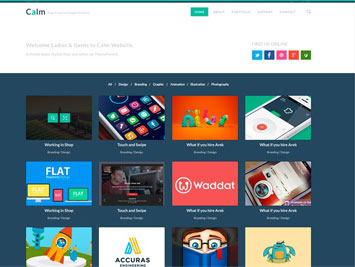 Calm
HOME ABOUT PORTFOLIO SUPPORT CONTACT
Welcome Ladies & Gents to Calm Website,
FIND US ONLINE
All / Design / Branding / Graphic / Animation / Illustration / Photography
Working in Shop
Branding / Design
Touch and Swipe
Branding / Design
What if you hire Arek
Branding / Design
What if you hire Arek
Branding / Design
FLAT
FLAT
Waddat
Working in Shop
Branding / Design
Touch and Swipe
Branding / Design
What if you hire Arek
Branding / Design
What if you hire Arek
Branding / Design
ACCURAS
ENGINEERING